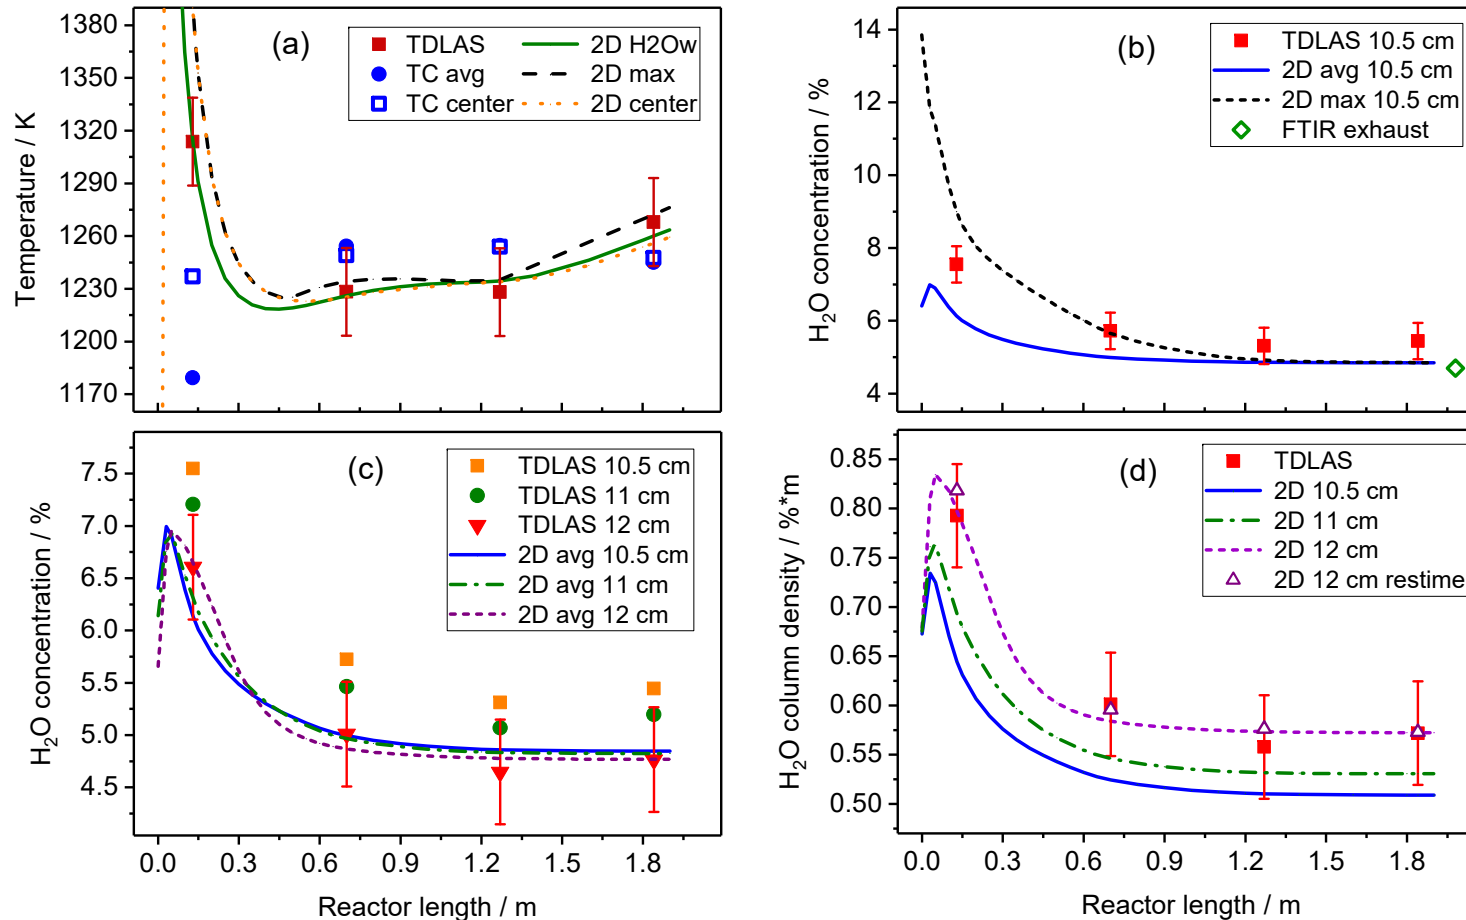 (a)
TDLAS
TC avg
TC center
2D H2Ow
2D max
2D center
1380
1350
1320
1290
1260
1230
1200
1170
Temperature / K
(b)
TDLAS 10.5 cm
2D avg 10.5 cm
2D max 10.5 cm
FTIR exhaust
14
12
10
8
6
4
H₂O concentration / %
(c)
TDLAS 10.5 cm
TDLAS 11 cm
TDLAS 12 cm
2D avg 10.5 cm
2D avg 11 cm
2D avg 12 cm
7.5
7.0
6.5
6.0
5.5
5.0
4.5
H₂O concentration / %
0.0 0.3 0.6 0.9 1.2 1.5 1.8
Reactor length / m
(d)
TDLAS
2D 10.5 cm
2D 11 cm
2D 12 cm
2D 12 cm restime
0.85
0.80
0.75
0.70
0.65
0.60
0.55
0.50
H₂O column density / %*m
0.0 0.3 0.6 0.9 1.2 1.5 1.8
Reactor length / m